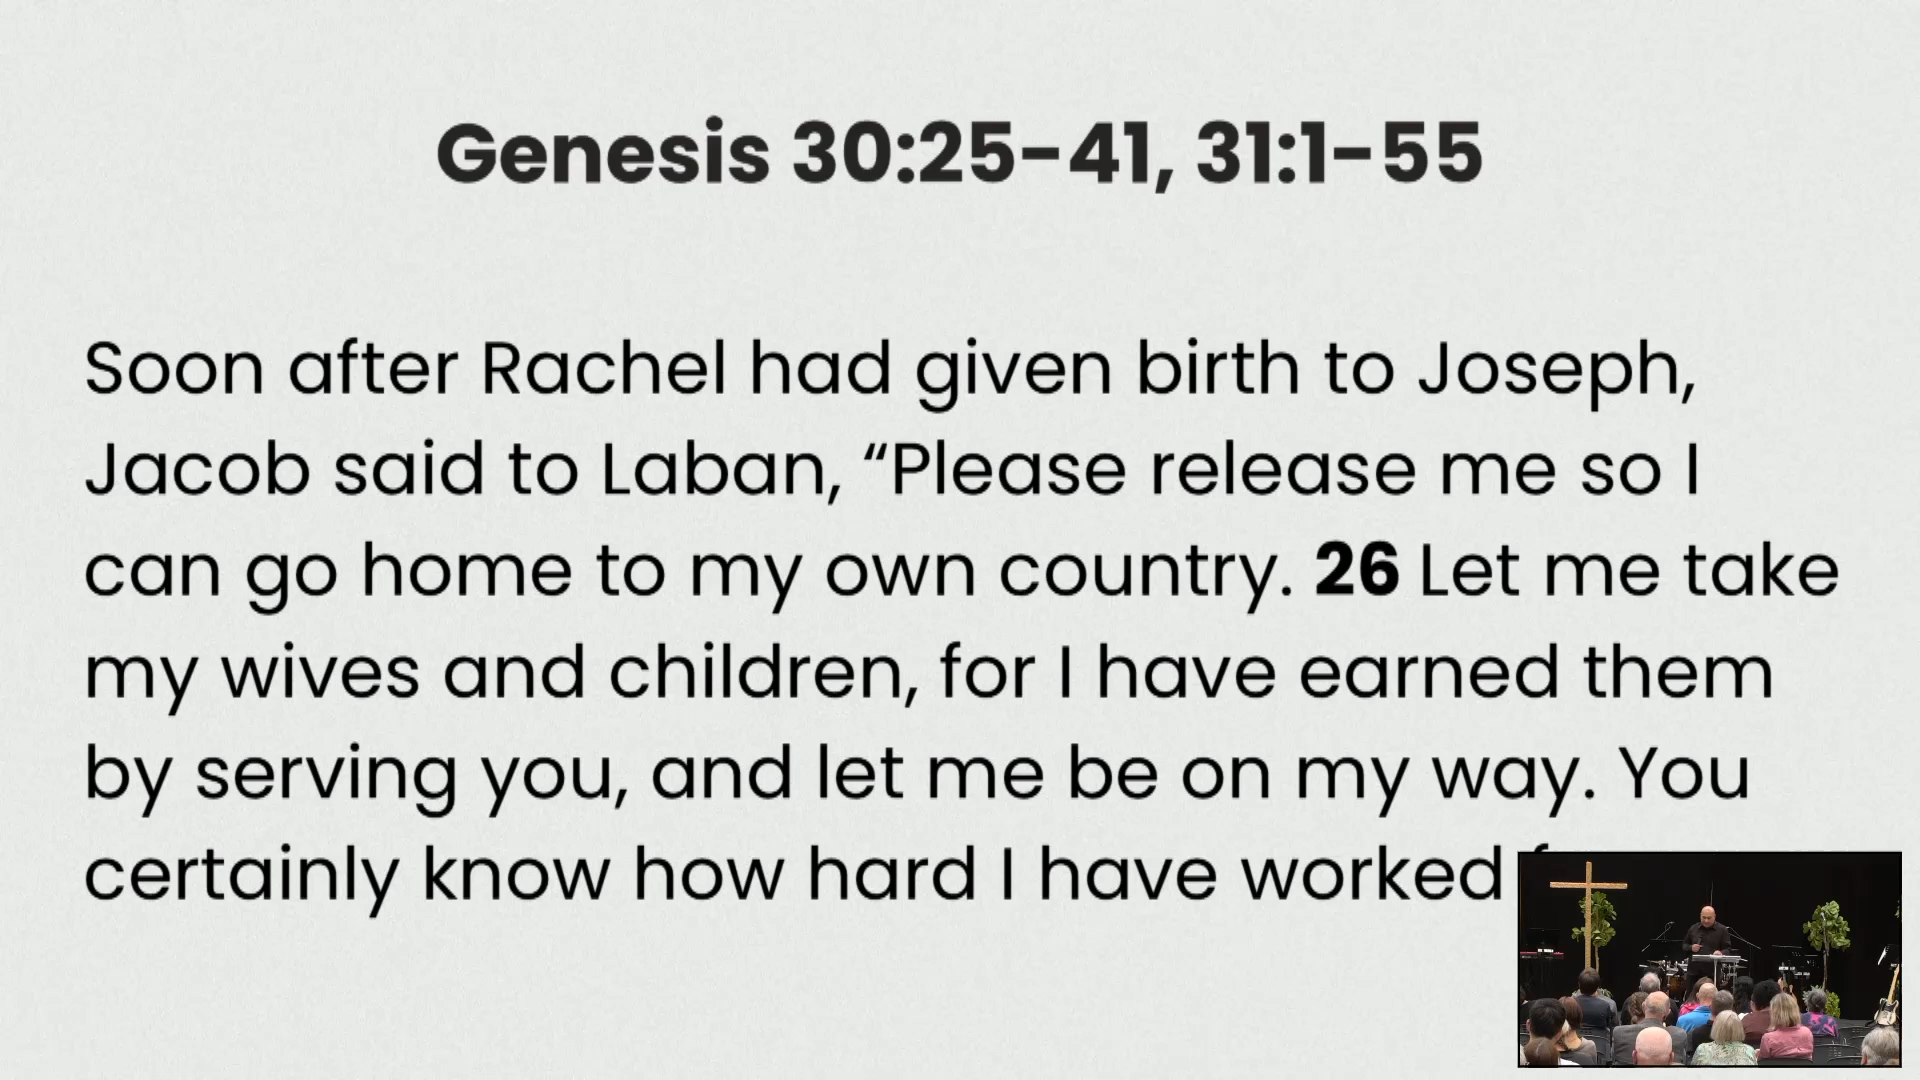 Genesis 30:25-41, 31:1-55
Soon after Rachel had given birth to Joseph,
Jacob said to Laban, “Please release me so I
can go home to my own country. 26 Let me take
my wives and children, for I have earned them
by serving you, and let me be on my way. You
certainly know how hard I have worked